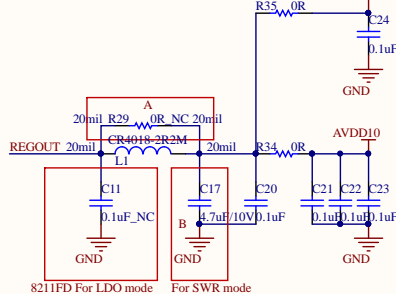 R35 0R
C24
0.1uF
GND
A
20mil R29 0R_NC 20mil
CR4018-2R2M
AVDD10
REGOUT 20mil 20mil R34 0R
L1
C11 C17 C20 C21 C22 C23
0.1uF_NC B 4.7uF/10V 0.1uF 0.1uF 0.1uF 0.1uF
GND GND GND
8211FD For LDO mode For SWR mode